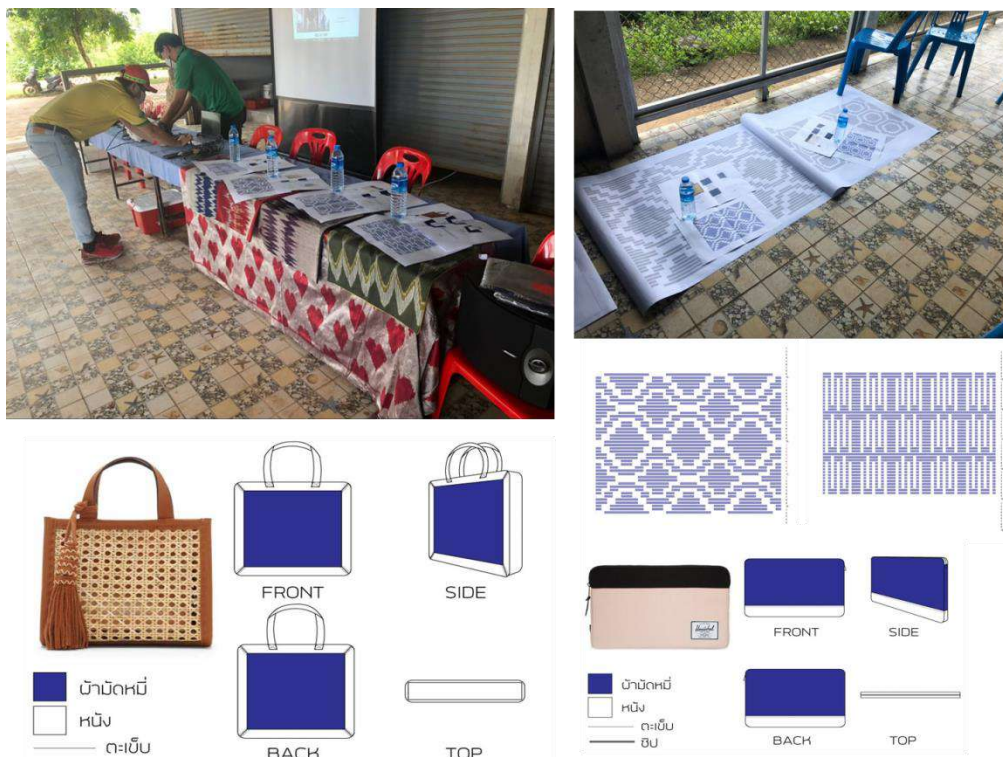 FRONT
SIDE
BACK
TOP
ผ้ามัดหมี่
หนัง
ตะเข็บ
Herschel
FRONT
SIDE
BACK
TOP
ผ้ามัดหมี่
หนัง
ตะเข็บ
ซิป